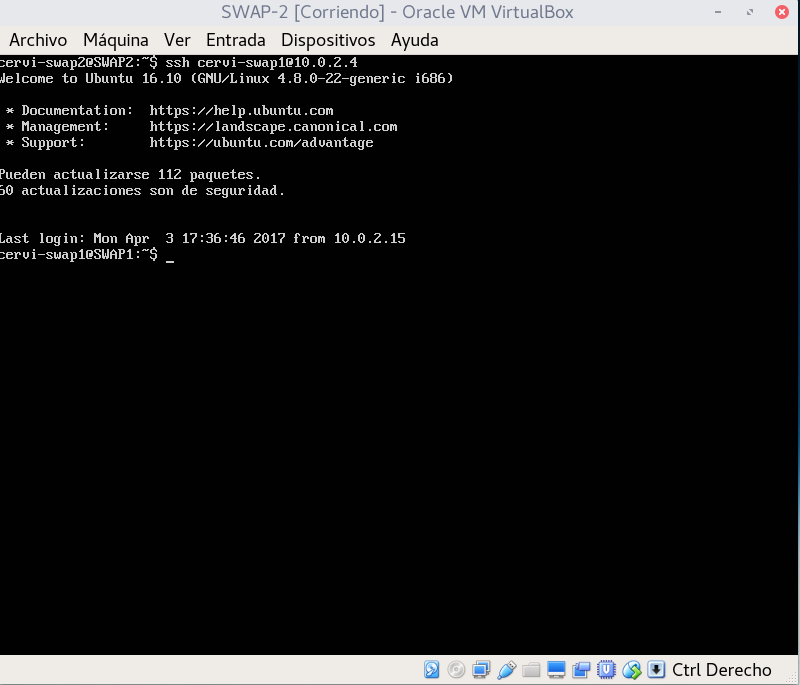 SWAP-2 [Corriendo] - Oracle VM VirtualBox
Archivo Máquina Ver Entrada Dispositivos Ayuda
cervi-swap2@SWAP2:~$ ssh cervi-swap1@10.0.2.4
Welcome to Ubuntu 16.10 (GNU/Linux 4.8.0-22-generic i686)
* Documentation: https://help.ubuntu.com
* Management: https://landscape.canonical.com
* Support: https://ubuntu.com/advantage
Pueden actualizarse 112 paquetes.
60 actualizaciones son de seguridad.
Last login: Mon Apr  3 17:36:46 2017 from 10.0.2.15
cervi-swap1@SWAP1:~$ _
Ctrl Derecho